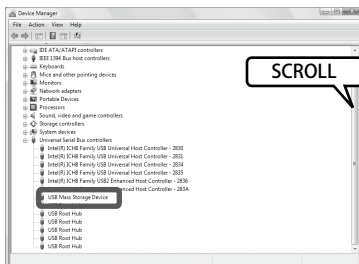 Device Manager
File Action View Help
SCROLL
IDE ATA/ATAPI controllers
IEEE 1394 Bus host controllers
Keyboards
Mice and other pointing devices
Monitors
Network adapters
Portable Devices
Processors
Sound, video and game controllers
Storage controllers
System devices
Universal Serial Bus controllers
Intel(R) ICH8 Family USB Universal Host Controller - 2830
Intel(R) ICH8 Family USB Universal Host Controller - 2831
Intel(R) ICH8 Family USB Universal Host Controller - 2834
Intel(R) ICH8 Family USB Universal Host Controller - 2835
Intel(R) ICH8 Family USB2 Enhanced Host Controller - 2836
Enhanced Host Controller - 283A
USB Mass Storage Device
USB Root Hub
USB Root Hub
USB Root Hub
USB Root Hub
USB Root Hub